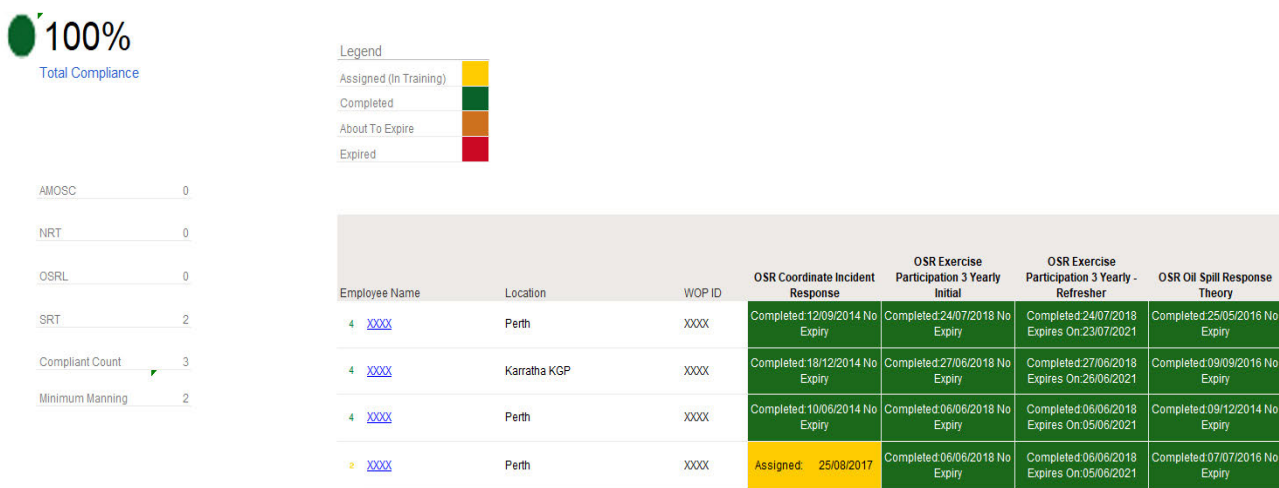 100%
Total Compliance
Legend
Assigned (In Training)
Completed
About To Expire
Expired
AMOSC 0
NRT 0
OSRL 0
SRT 2
Compliant Count 3
Minimum Manning 2
Employee Name Location WOP ID OSR Coordinate Incident Response OSR Exercise Participation 3 Yearly Initial OSR Exercise Participation 3 Yearly - Refresher OSR Oil Spill Response Theory
4 XXXX Perth XXXX Completed:12/09/2014 No Expiry Completed:24/07/2018 No Expiry Completed:24/07/2018 Expires On:23/07/2021 Completed:25/05/2016 No Expiry
4 XXXX Karratha KGP XXXX Completed:18/12/2014 No Expiry Completed:27/06/2018 No Expiry Completed:27/06/2018 Expires On:26/06/2021 Completed:09/09/2016 No Expiry
4 XXXX Perth XXXX Completed:10/06/2014 No Expiry Completed:06/06/2018 No Expiry Completed:06/06/2018 Expires On:05/06/2021 Completed:09/12/2014 No Expiry
2 XXXX Perth XXXX Assigned: 25/08/2017 Completed:06/06/2018 No Expiry Completed:06/06/2018 Expires On:05/06/2021 Completed:07/07/2016 No Expiry